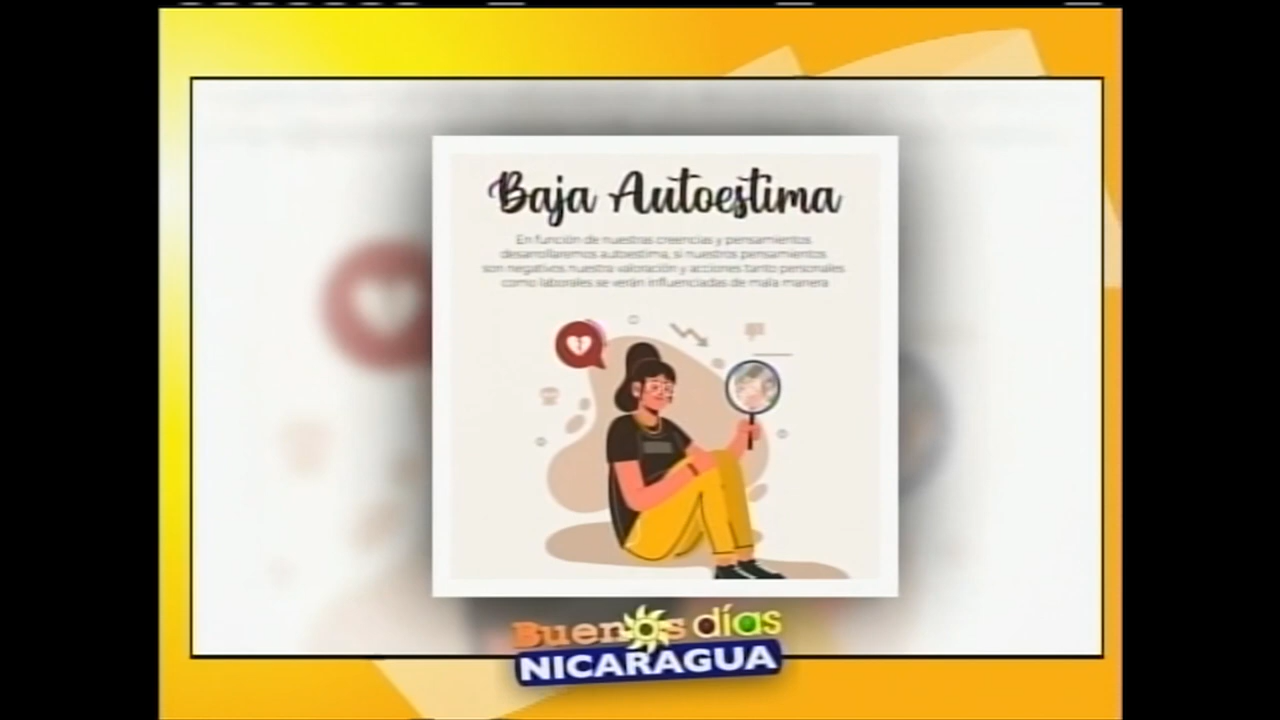 Baja Autoestima
En función de nuestras creencias y pensamientos
desarrollaremos autoestima, si nuestros pensamientos
son negativos nuestra valoración y acciones tanto personales
como laborales se verán influenciadas de mala manera
Buenos días
NICARAGUA